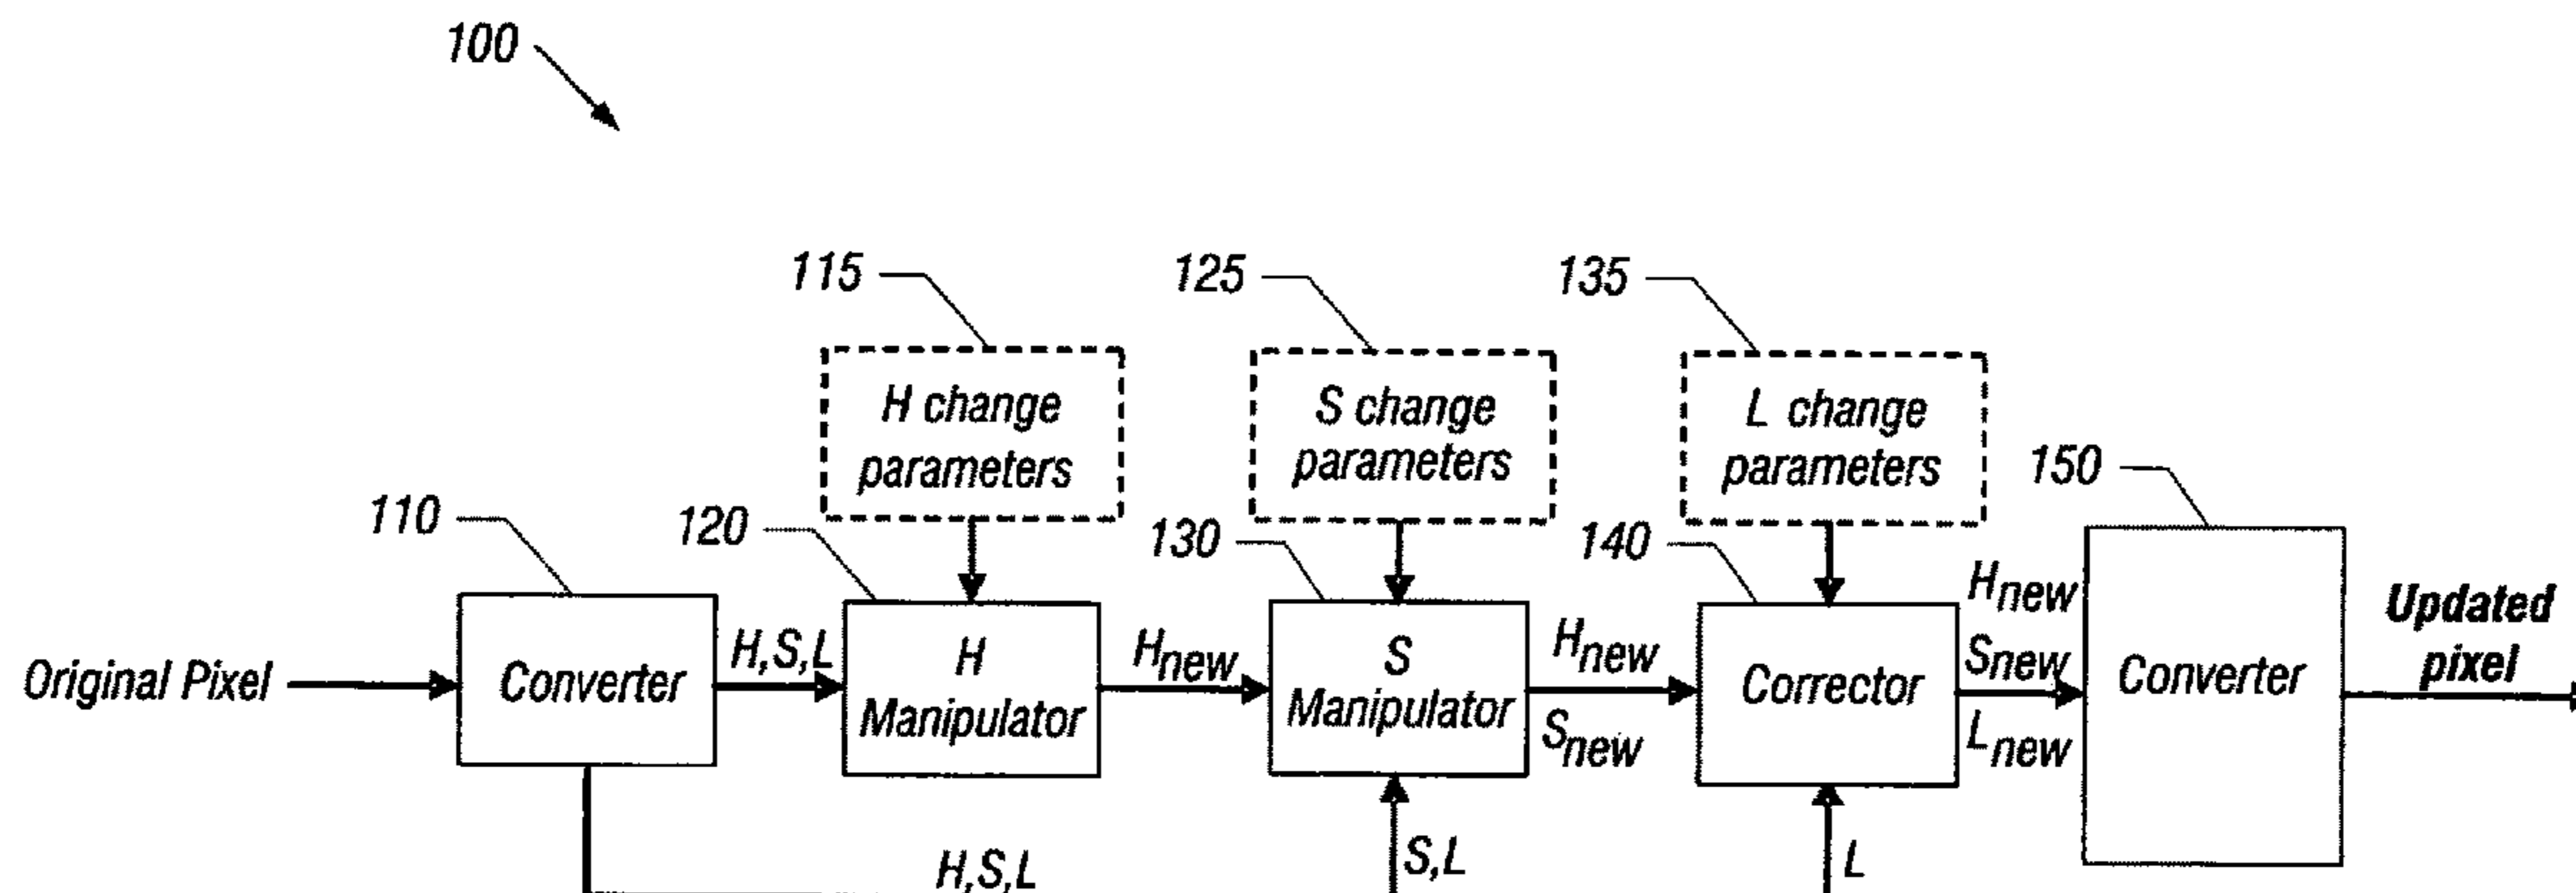 100
115
125
135
H change
parameters
S change
parameters
L change
parameters
150
110
120
130
140
Original Pixel
Converter
H,S,L
H
Manipulator
Hnew
S
Manipulator
Hnew
Snew
Corrector
Hnew
Snew
Lnew
Converter
Updated
pixel
H,S,L
S,L
L